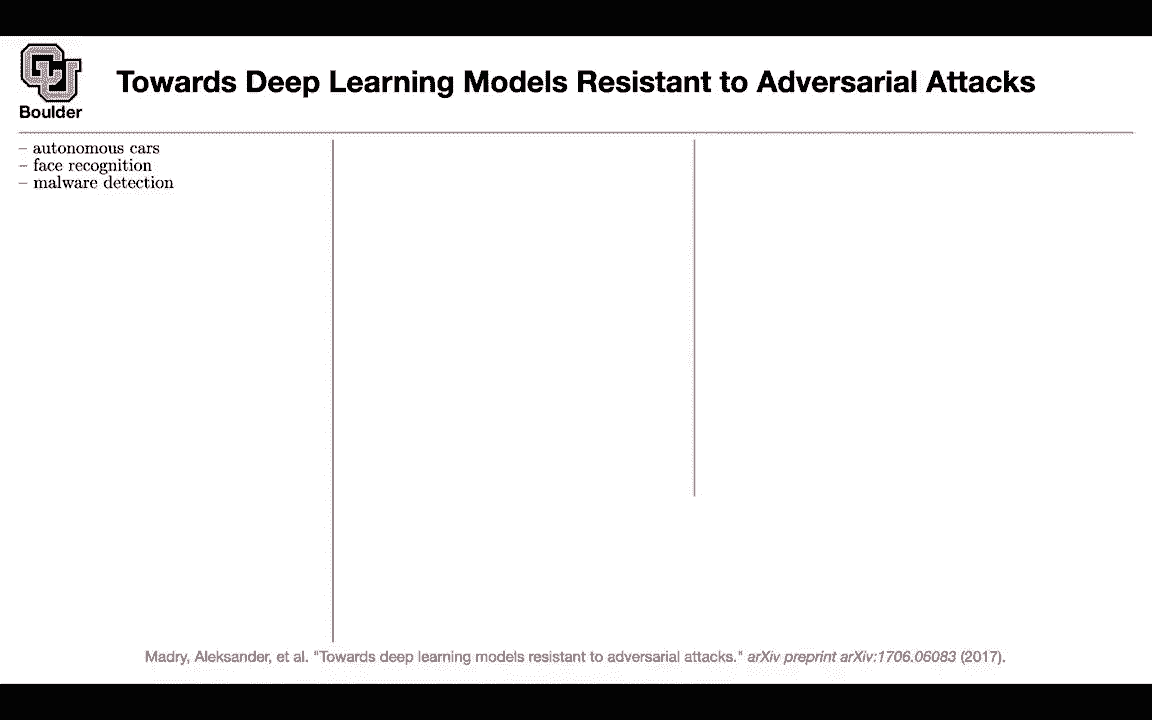 Towards Deep Learning Models Resistant to Adversarial Attacks
CU
Boulder
– autonomous cars
– face recognition
– malware detection
Madry, Aleksander, et al. "Towards deep learning models resistant to adversarial attacks." arXiv preprint arXiv:1706.06083 (2017).